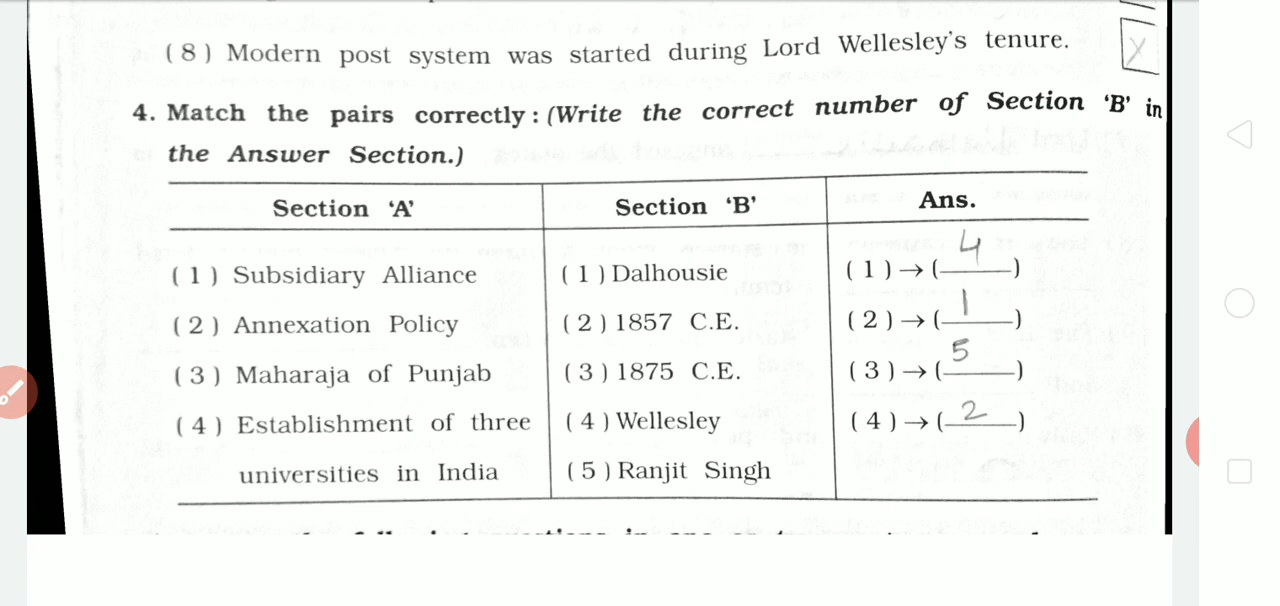 ( 8 ) Modern post system was started during Lord Wellesley's tenure. X
4. Match the pairs correctly : (Write the correct number of Section 'B' in
the Answer Section.)
Section 'A' Section 'B' Ans.
( 1 ) Subsidiary Alliance ( 1 ) Dalhousie ( 1 ) → ( 4 )
( 2 ) Annexation Policy ( 2 ) 1857 C.E. ( 2 ) → ( 1 )
( 3 ) Maharaja of Punjab ( 3 ) 1875 C.E. ( 3 ) → ( 5 )
( 4 ) Establishment of three ( 4 ) Wellesley ( 4 ) → ( 2 )
universities in India ( 5 ) Ranjit Singh